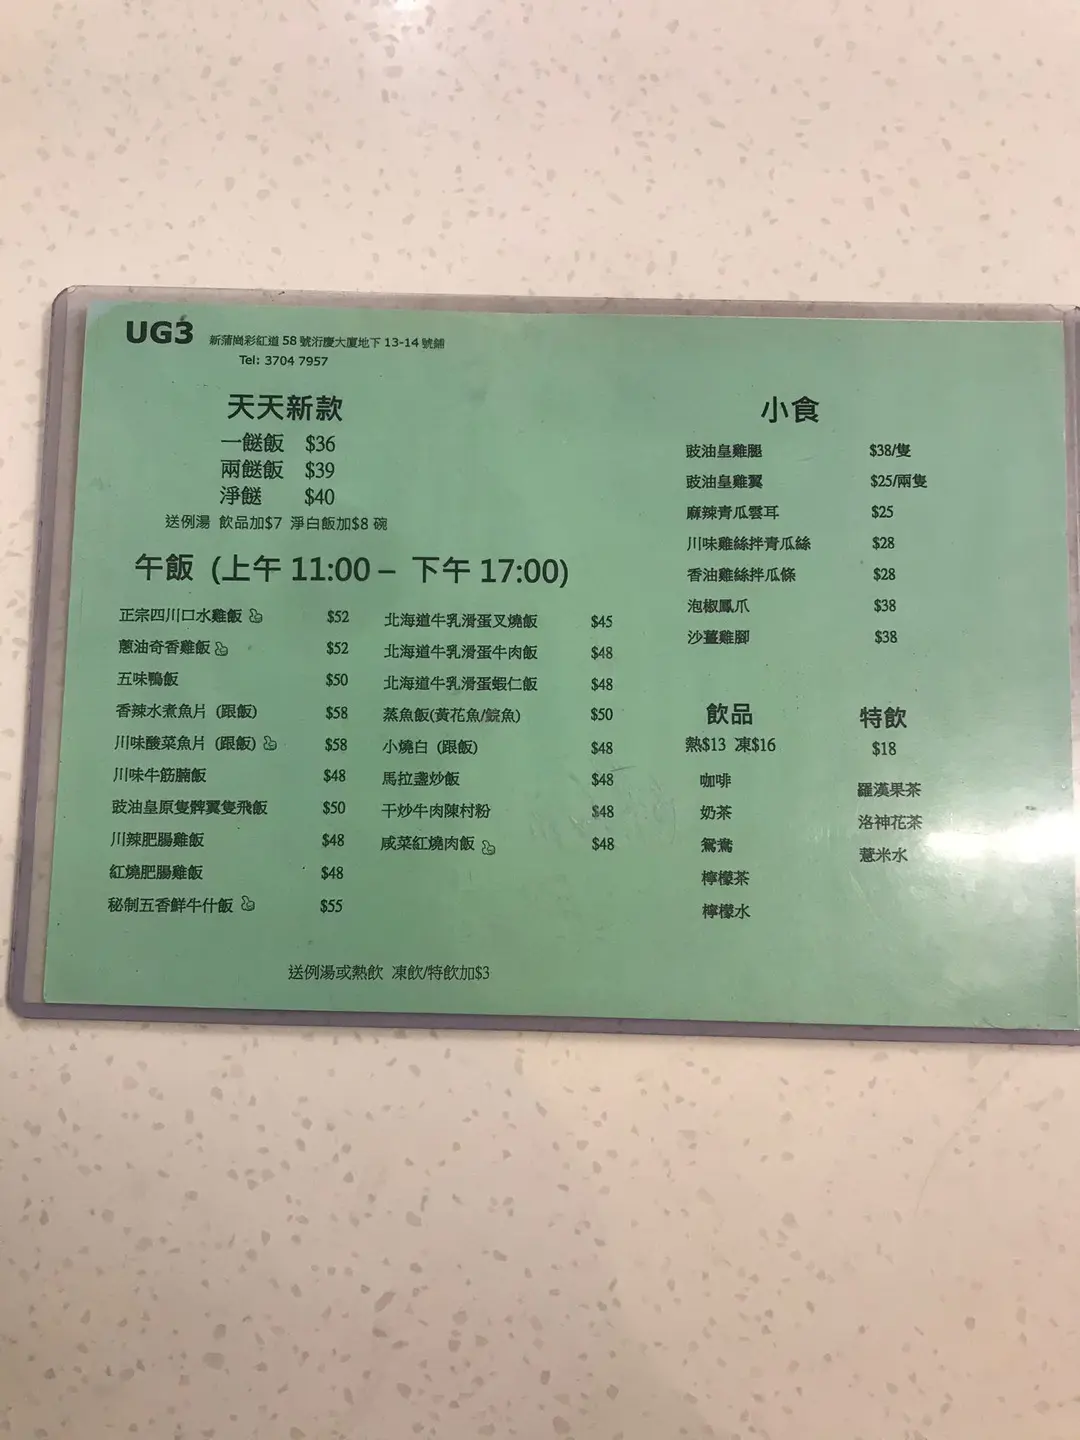 UG3 新蒲崗彩虹道 58 號洐慶大廈地下 13-14 號舖
Tel: 3704 7957
天天新款
一餸飯 $36
兩餸飯 $39
淨餸 $40
送例湯 飲品加$7 淨白飯加$8 碗
午飯 (上午 11:00 – 下午 17:00)
正宗四川口水雞飯 $52
蔥油奇香雞飯 $52
五味鴨飯 $50
香辣水煮魚片 (跟飯) $58
川味酸菜魚片 (跟飯) $58
川味牛筋腩飯 $48
豉油皇原隻髀翼隻飛飯 $50
川辣肥腸雞飯 $48
紅燒肥腸雞飯 $48
秘制五香鮮牛什飯 $55
北海道牛乳滑蛋叉燒飯 $45
北海道牛乳滑蛋牛肉飯 $48
北海道牛乳滑蛋蝦仁飯 $48
蒸魚飯(黃花魚/鯇魚) $50
小燒白 (跟飯) $48
馬拉盞炒飯 $48
干炒牛肉陳村粉 $48
咸菜紅燒肉飯 $48
送例湯或熱飲 凍飲/特飲加$3
小食
豉油皇雞腿 $38/隻
豉油皇雞翼 $25/兩隻
麻辣青瓜雲耳 $25
川味雞絲拌青瓜絲 $28
香油雞絲拌瓜條 $28
泡椒鳳爪 $38
沙薑雞腳 $38
飲品
熱$13 凍$16
咖啡
奶茶
鴛鴦
檸檬茶
檸檬水
特飲
$18
羅漢果茶
洛神花茶
薏米水